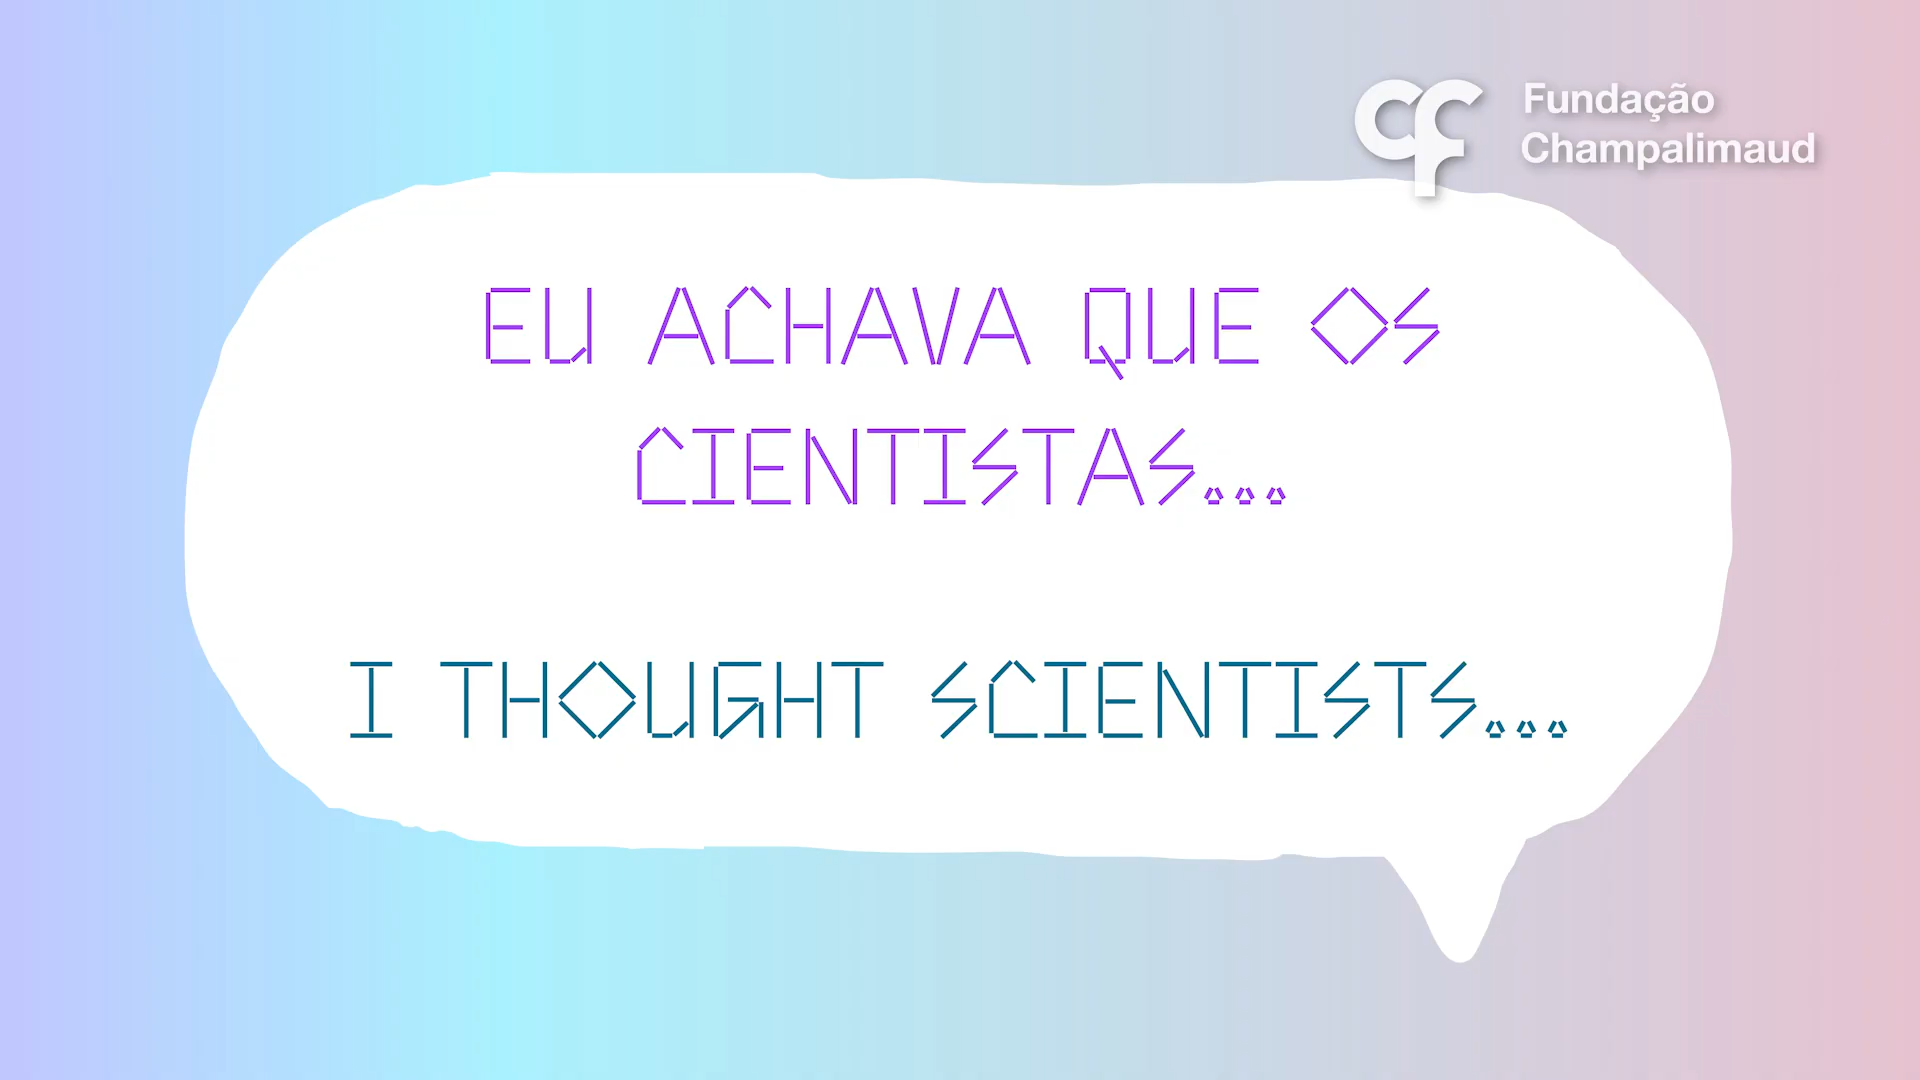 Fundação
Champalimaud
EU ACHAVA QUE OS
CIENTISTAS...
I THOUGHT SCIENTISTS...